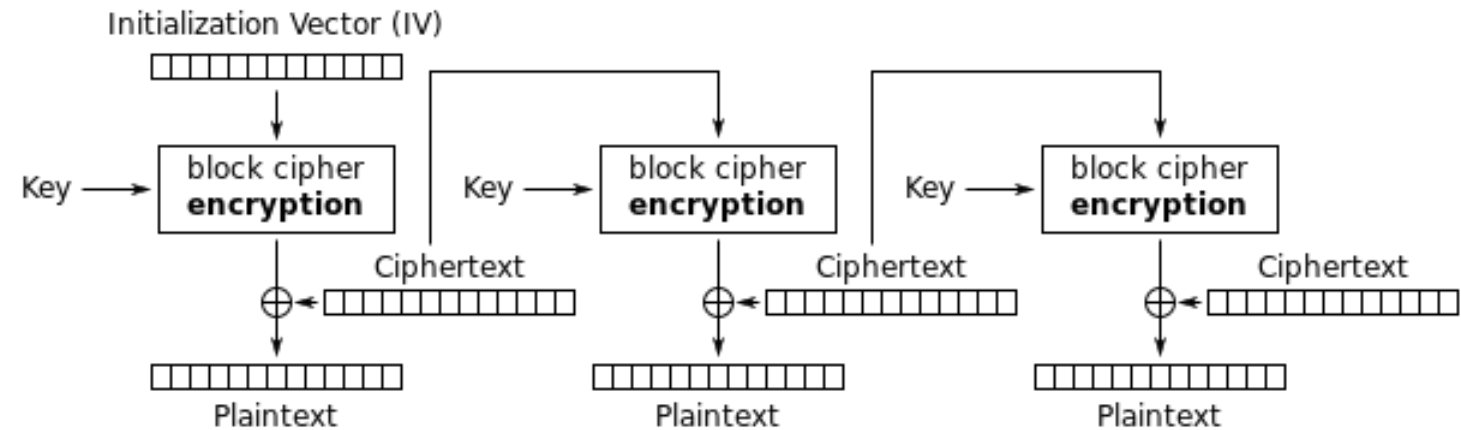 Initialization Vector (IV)
Key
block cipher
encryption
Key
block cipher
encryption
Key
block cipher
encryption
Ciphertext
Ciphertext
Ciphertext
Plaintext
Plaintext
Plaintext